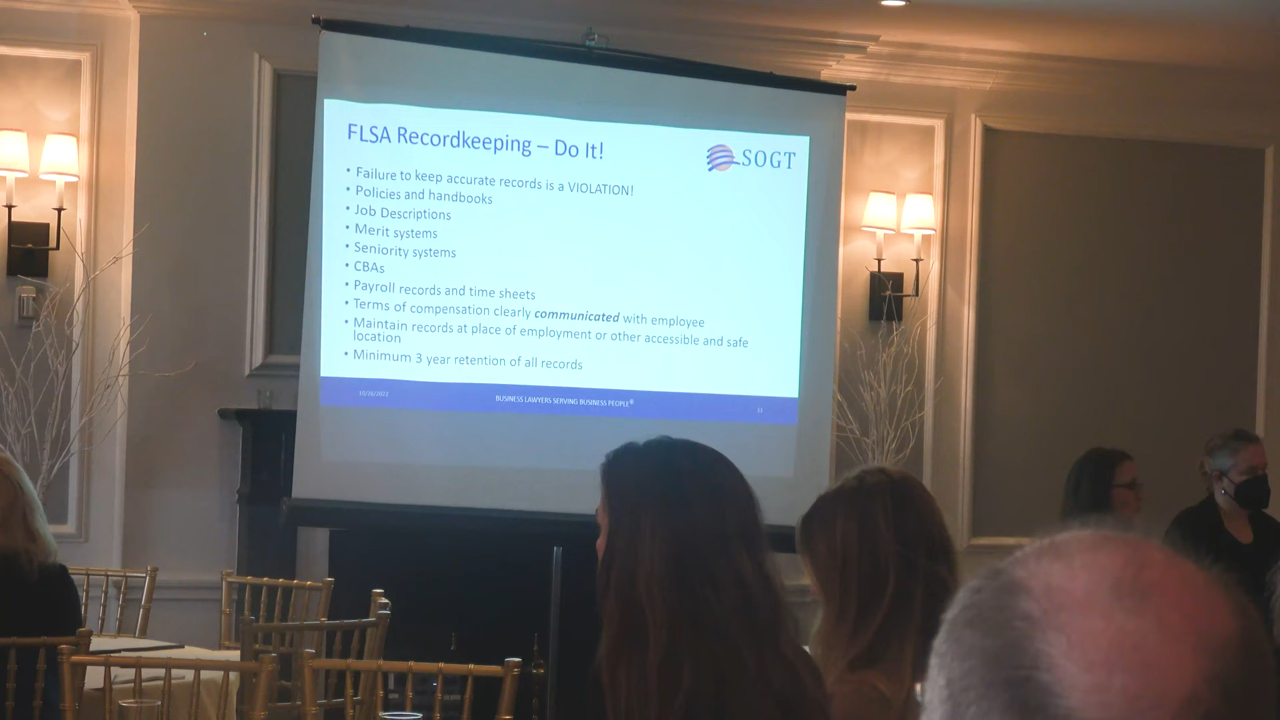 FLSA Recordkeeping – Do It!
SOGT
• Failure to keep accurate records is a VIOLATION!
• Policies and handbooks
• Job Descriptions
• Merit systems
• Seniority systems
• CBAs
• Payroll records and time sheets
• Terms of compensation clearly communicated with employee
• Maintain records at place of employment or other accessible and safe
location
• Minimum 3 year retention of all records
10/26/2022
BUSINESS LAWYERS SERVING BUSINESS PEOPLE®